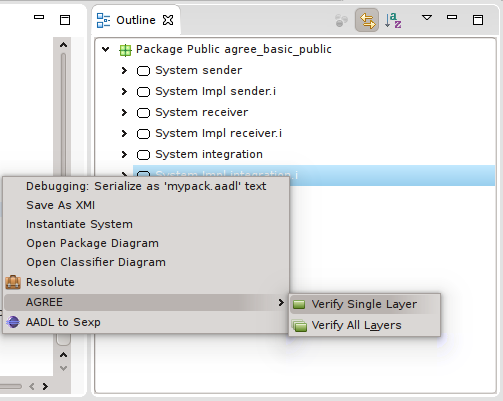 Outline
Package Public agree_basic_public
System sender
System Impl sender.i
System receiver
System Impl receiver.i
System integration
System Impl integration.i
Debugging: Serialize as 'mypack.aadl' text
Save As XMI
Instantiate System
Open Package Diagram
Open Classifier Diagram
Resolute
AGREE
AADL to Sexp
Verify Single Layer
Verify All Layers